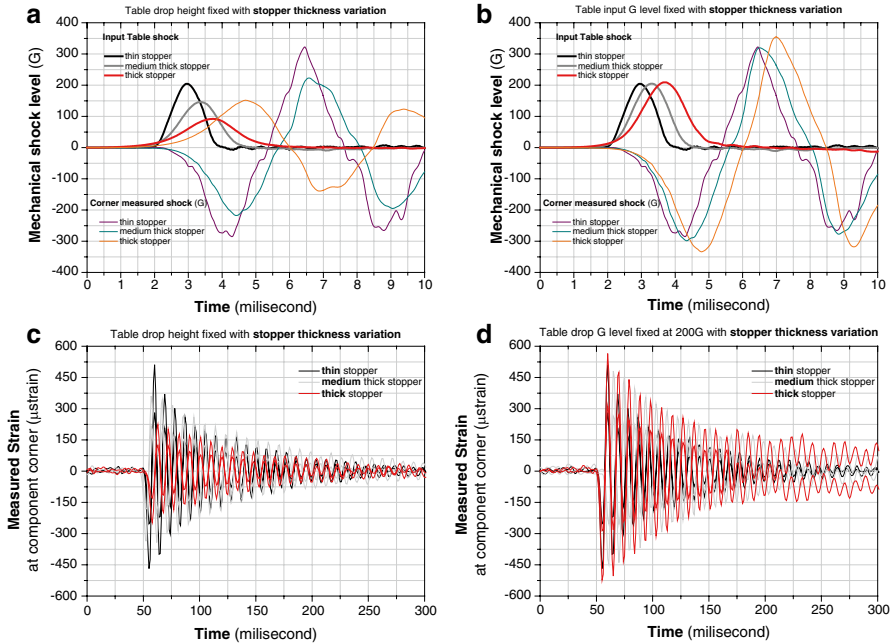 a
Table drop height fixed with stopper thickness variation
Mechanical shock level (G)
400
300
200
100
0
-100
-200
-300
-400
Input Table shock
thin stopper
medium thick stopper
thick stopper
Corner measured shock (G)
thin stopper
medium thick stopper
thick stopper
0 1 2 3 4 5 6 7 8 9 10
Time (milisecond)
b
Table input G level fixed with stopper thickness variation
Mechanical shock level (G)
400
300
200
100
0
-100
-200
-300
-400
Input Table shock
thin stopper
medium thick stopper
thick stopper
Corner measured shock (G)
thin stopper
medium thick stopper
thick stopper
0 1 2 3 4 5 6 7 8 9 10
Time (milisecond)
c
Table drop height fixed with stopper thickness variation
Measured Strain
at component corner (μstrain)
600
450
300
150
0
-150
-300
-450
-600
thin stopper
medium thick stopper
thick stopper
0 50 100 150 200 250 300
Time (milisecond)
d
Table drop G level fixed at 200G with stopper thickness variation
Measured Strain
at component corner (μstrain)
600
450
300
150
0
-150
-300
-450
-600
thin stopper
medium thick stopper
thick stopper
0 50 100 150 200 250 300
Time (milisecond)